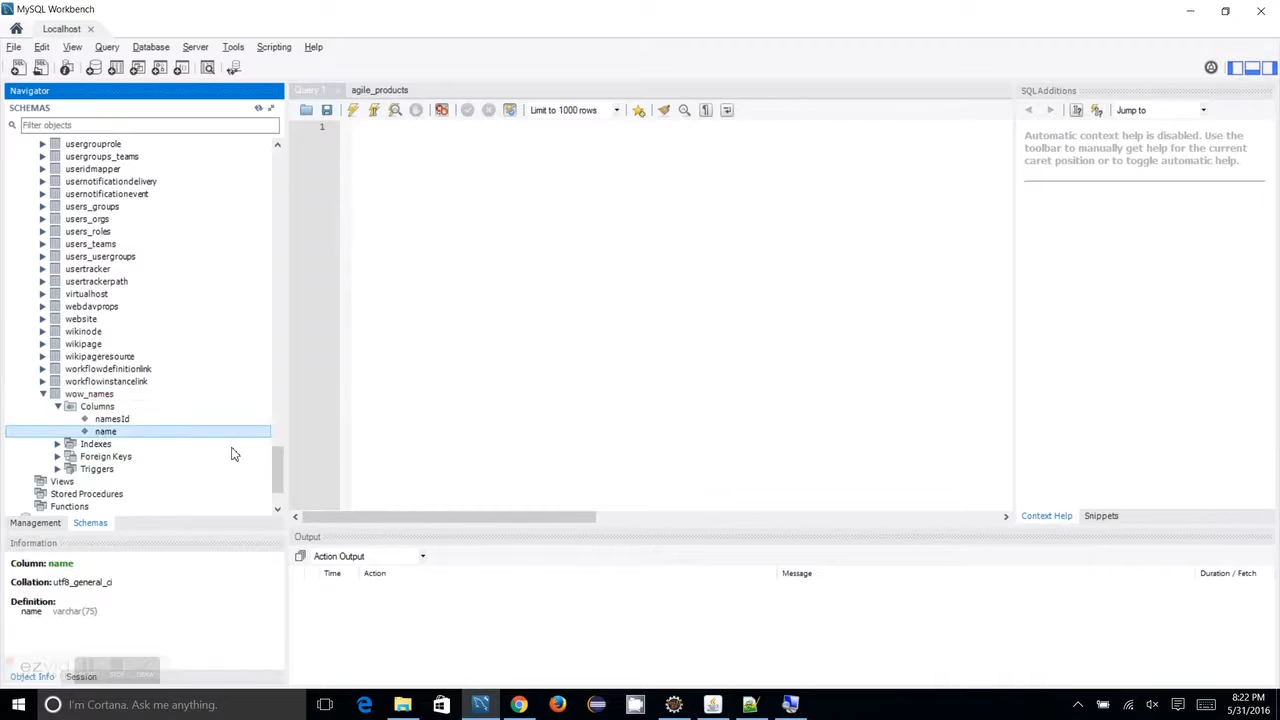 MySQL Workbench
Localhost
File Edit View Query Database Server Tools Scripting Help
Navigator
SCHEMAS
Filter objects
usergrouprole
usergroups_teams
useridmapper
usernotificationdelivery
usernotificationevent
users_groups
users_orgs
users_roles
users_teams
users_usergroups
usertracker
usertrackerpath
virtualhost
webdavprops
website
wikinode
wikipage
wikipageresource
workflowdefinitionlink
workflowinstancelink
wow_names
Columns
namesId
name
Indexes
Foreign Keys
Triggers
Views
Stored Procedures
Functions
Management Schemas
Information
Column: name
Collation: utf8_general_ci
Definition:
name varchar(75)
ezvid
STOP DRAW
Object Info Session
Query 1 agile_products
Limit to 1000 rows
1
Output
Action Output
Time Action Message Duration / Fetch
SQLAdditions
Jump to
Automatic context help is disabled. Use the
toolbar to manually get help for the current
caret position or to toggle automatic help.
Context Help Snippets
I'm Cortana. Ask me anything.
8:22 PM
5/31/2016